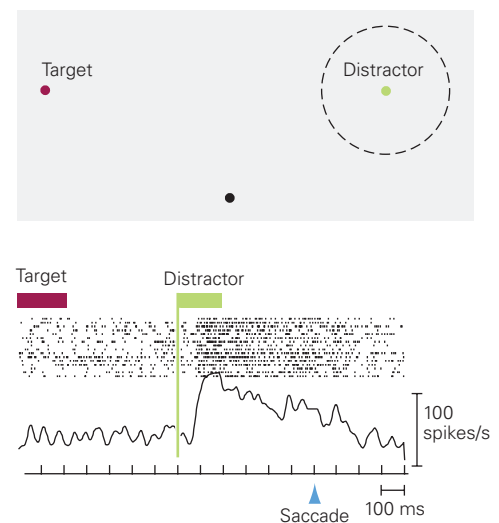 Target
Distractor
Target
Distractor
100
spikes/s
Saccade
100 ms